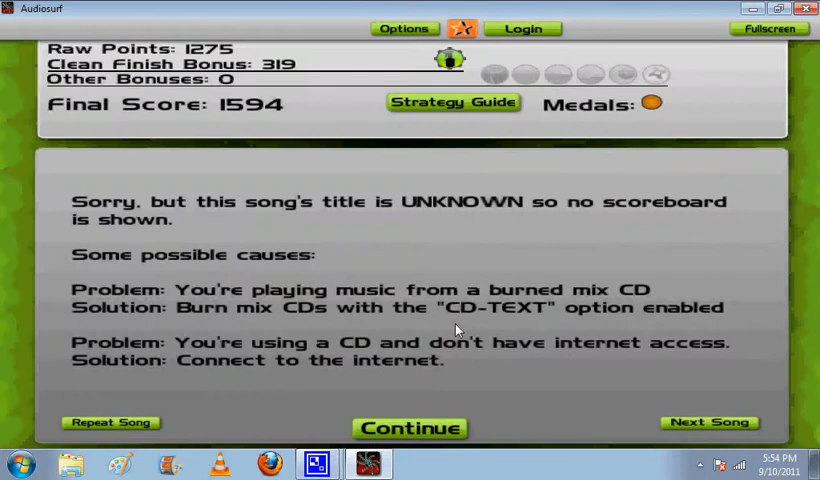 Audiosurf
Options
Login
Fullscreen
Raw Points: 1275
Clean Finish Bonus: 319
Other Bonuses: 0
Final Score: 1594
Strategy Guide
Medals:
Sorry, but this song's title is UNKNOWN so no scoreboard
is shown.
Some possible causes:
Problem: You're playing music from a burned mix CD
Solution: Burn mix CDs with the "CD-TEXT" option enabled
Problem: You're using a CD and don't have internet access.
Solution: Connect to the internet.
Repeat Song
Continue
Next Song
5:54 PM
9/10/2011